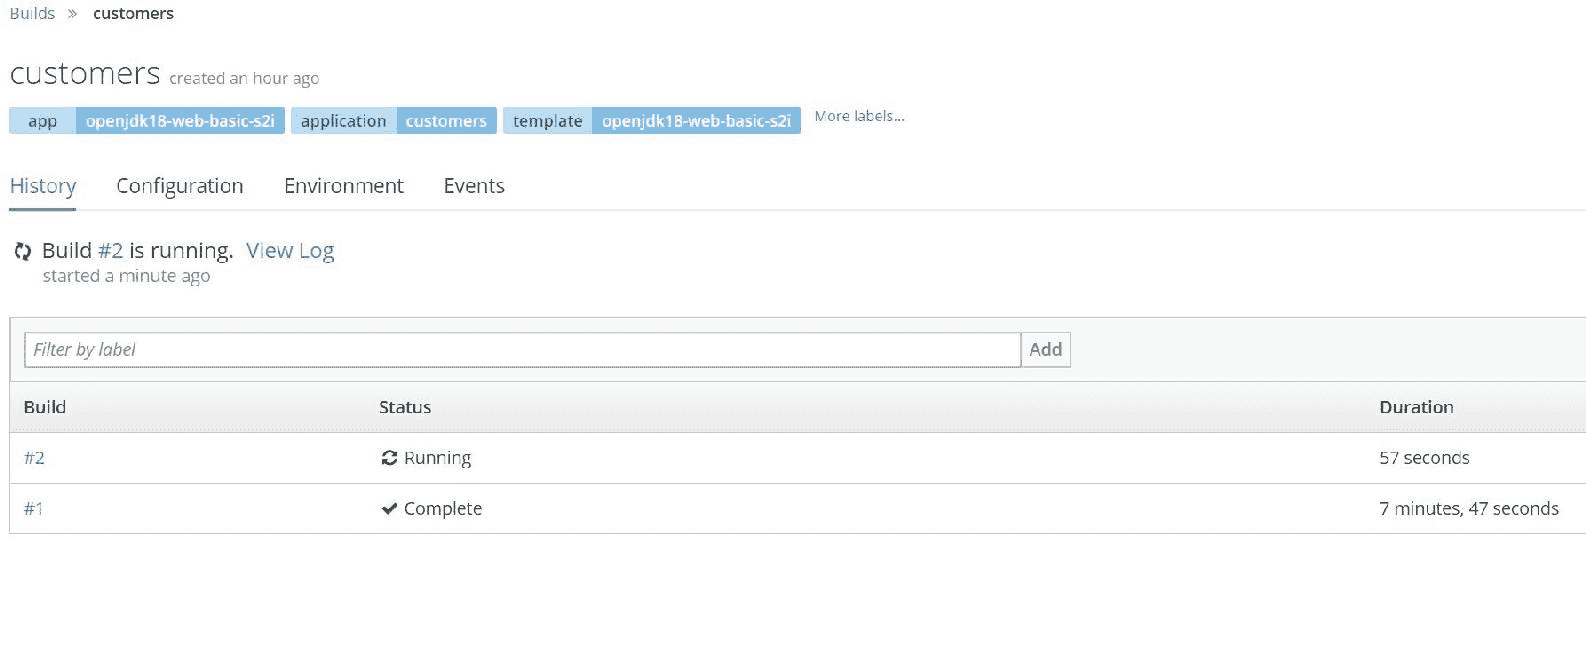 Builds » customers
customers created an hour ago
app openjdk18-web-basic-s2i application customers template openjdk18-web-basic-s2i More labels...
History Configuration Environment Events
Build #2 is running. View Log
started a minute ago
Filter by label Add
Build Status Duration
#2 Running 57 seconds
#1 Complete 7 minutes, 47 seconds